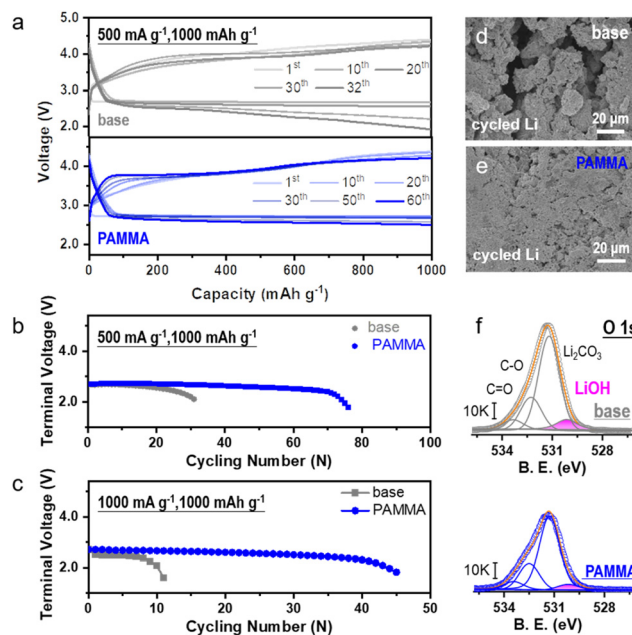 a
500 mA g⁻¹,1000 mAh g⁻¹
5.0
4.0
3.0
2.0
1ˢᵗ 10ᵗʰ 20ᵗʰ
30ᵗʰ 32ᵗʰ
base
Voltage (V)
4.0
3.0
2.0
1ˢᵗ 10ᵗʰ 20ᵗʰ
30ᵗʰ 50ᵗʰ 60ᵗʰ
PAMMA
0 200 400 600 800 1000
Capacity (mAh g⁻¹)
b
500 mA g⁻¹,1000 mAh g⁻¹
base
PAMMA
Terminal Voltage (V)
4.0
2.0
0 20 40 60 80 100
Cycling Number (N)
c
1000 mA g⁻¹,1000 mAh g⁻¹
base
PAMMA
Terminal Voltage (V)
4.0
2.0
0 10 20 30 40 50
Cycling Number (N)
d
base
cycled Li
20 μm
e
PAMMA
cycled Li
20 μm
f
O 1s
Li₂CO₃
C-O
C=O
LiOH
10K
base
534 531 528
B. E. (eV)
10K
PAMMA
534 531 528
B. E. (eV)